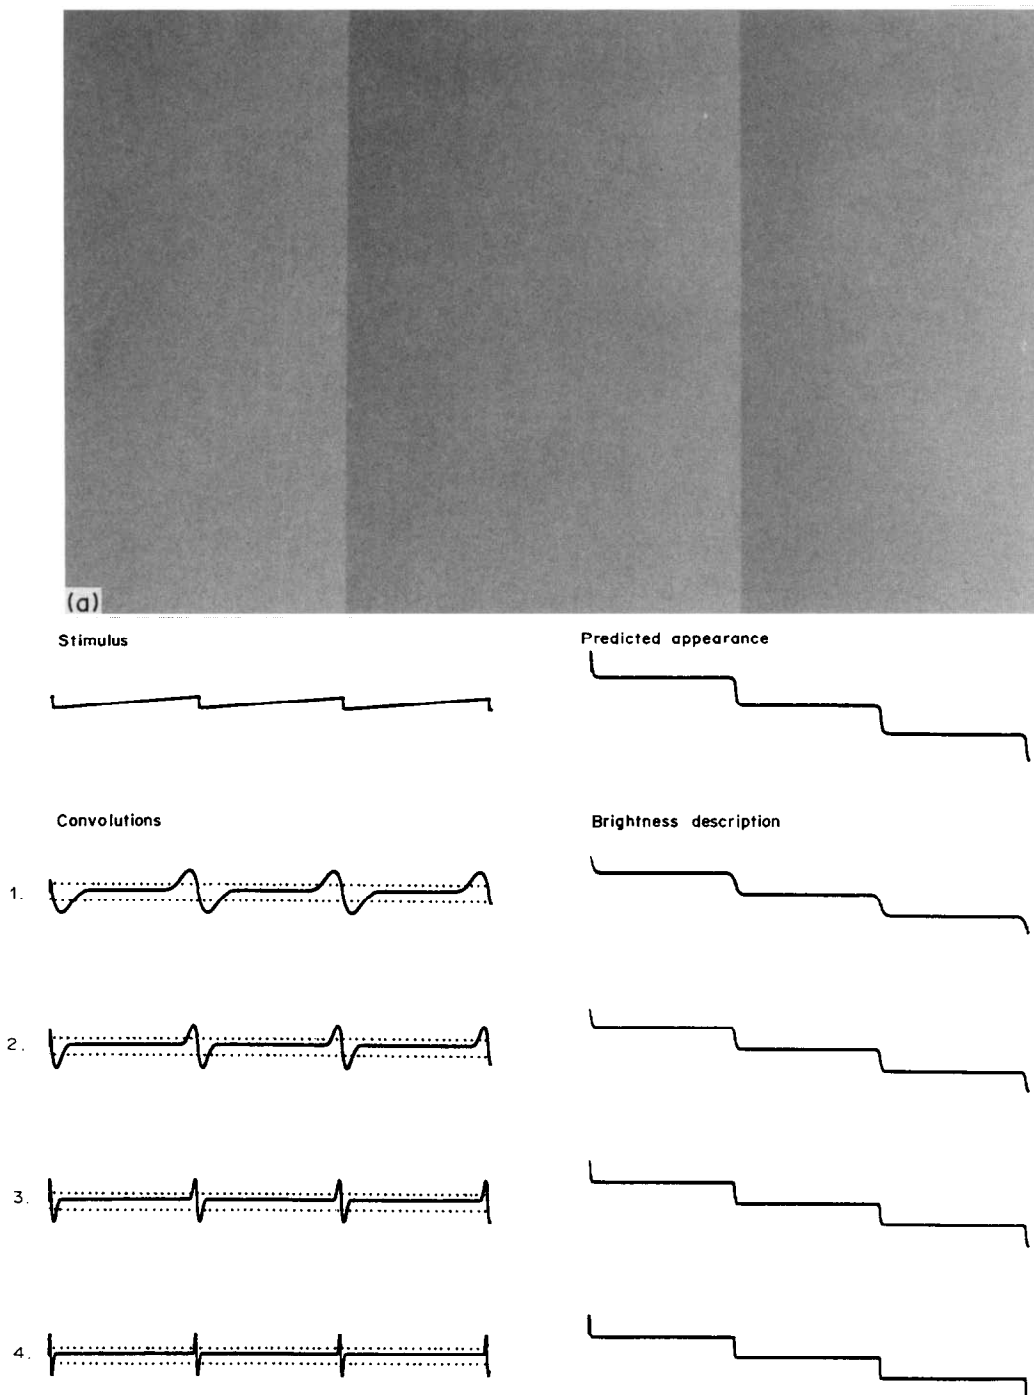 (a)
Stimulus
Predicted appearance
Convolutions
Brightness description
1.
2.
3.
4.